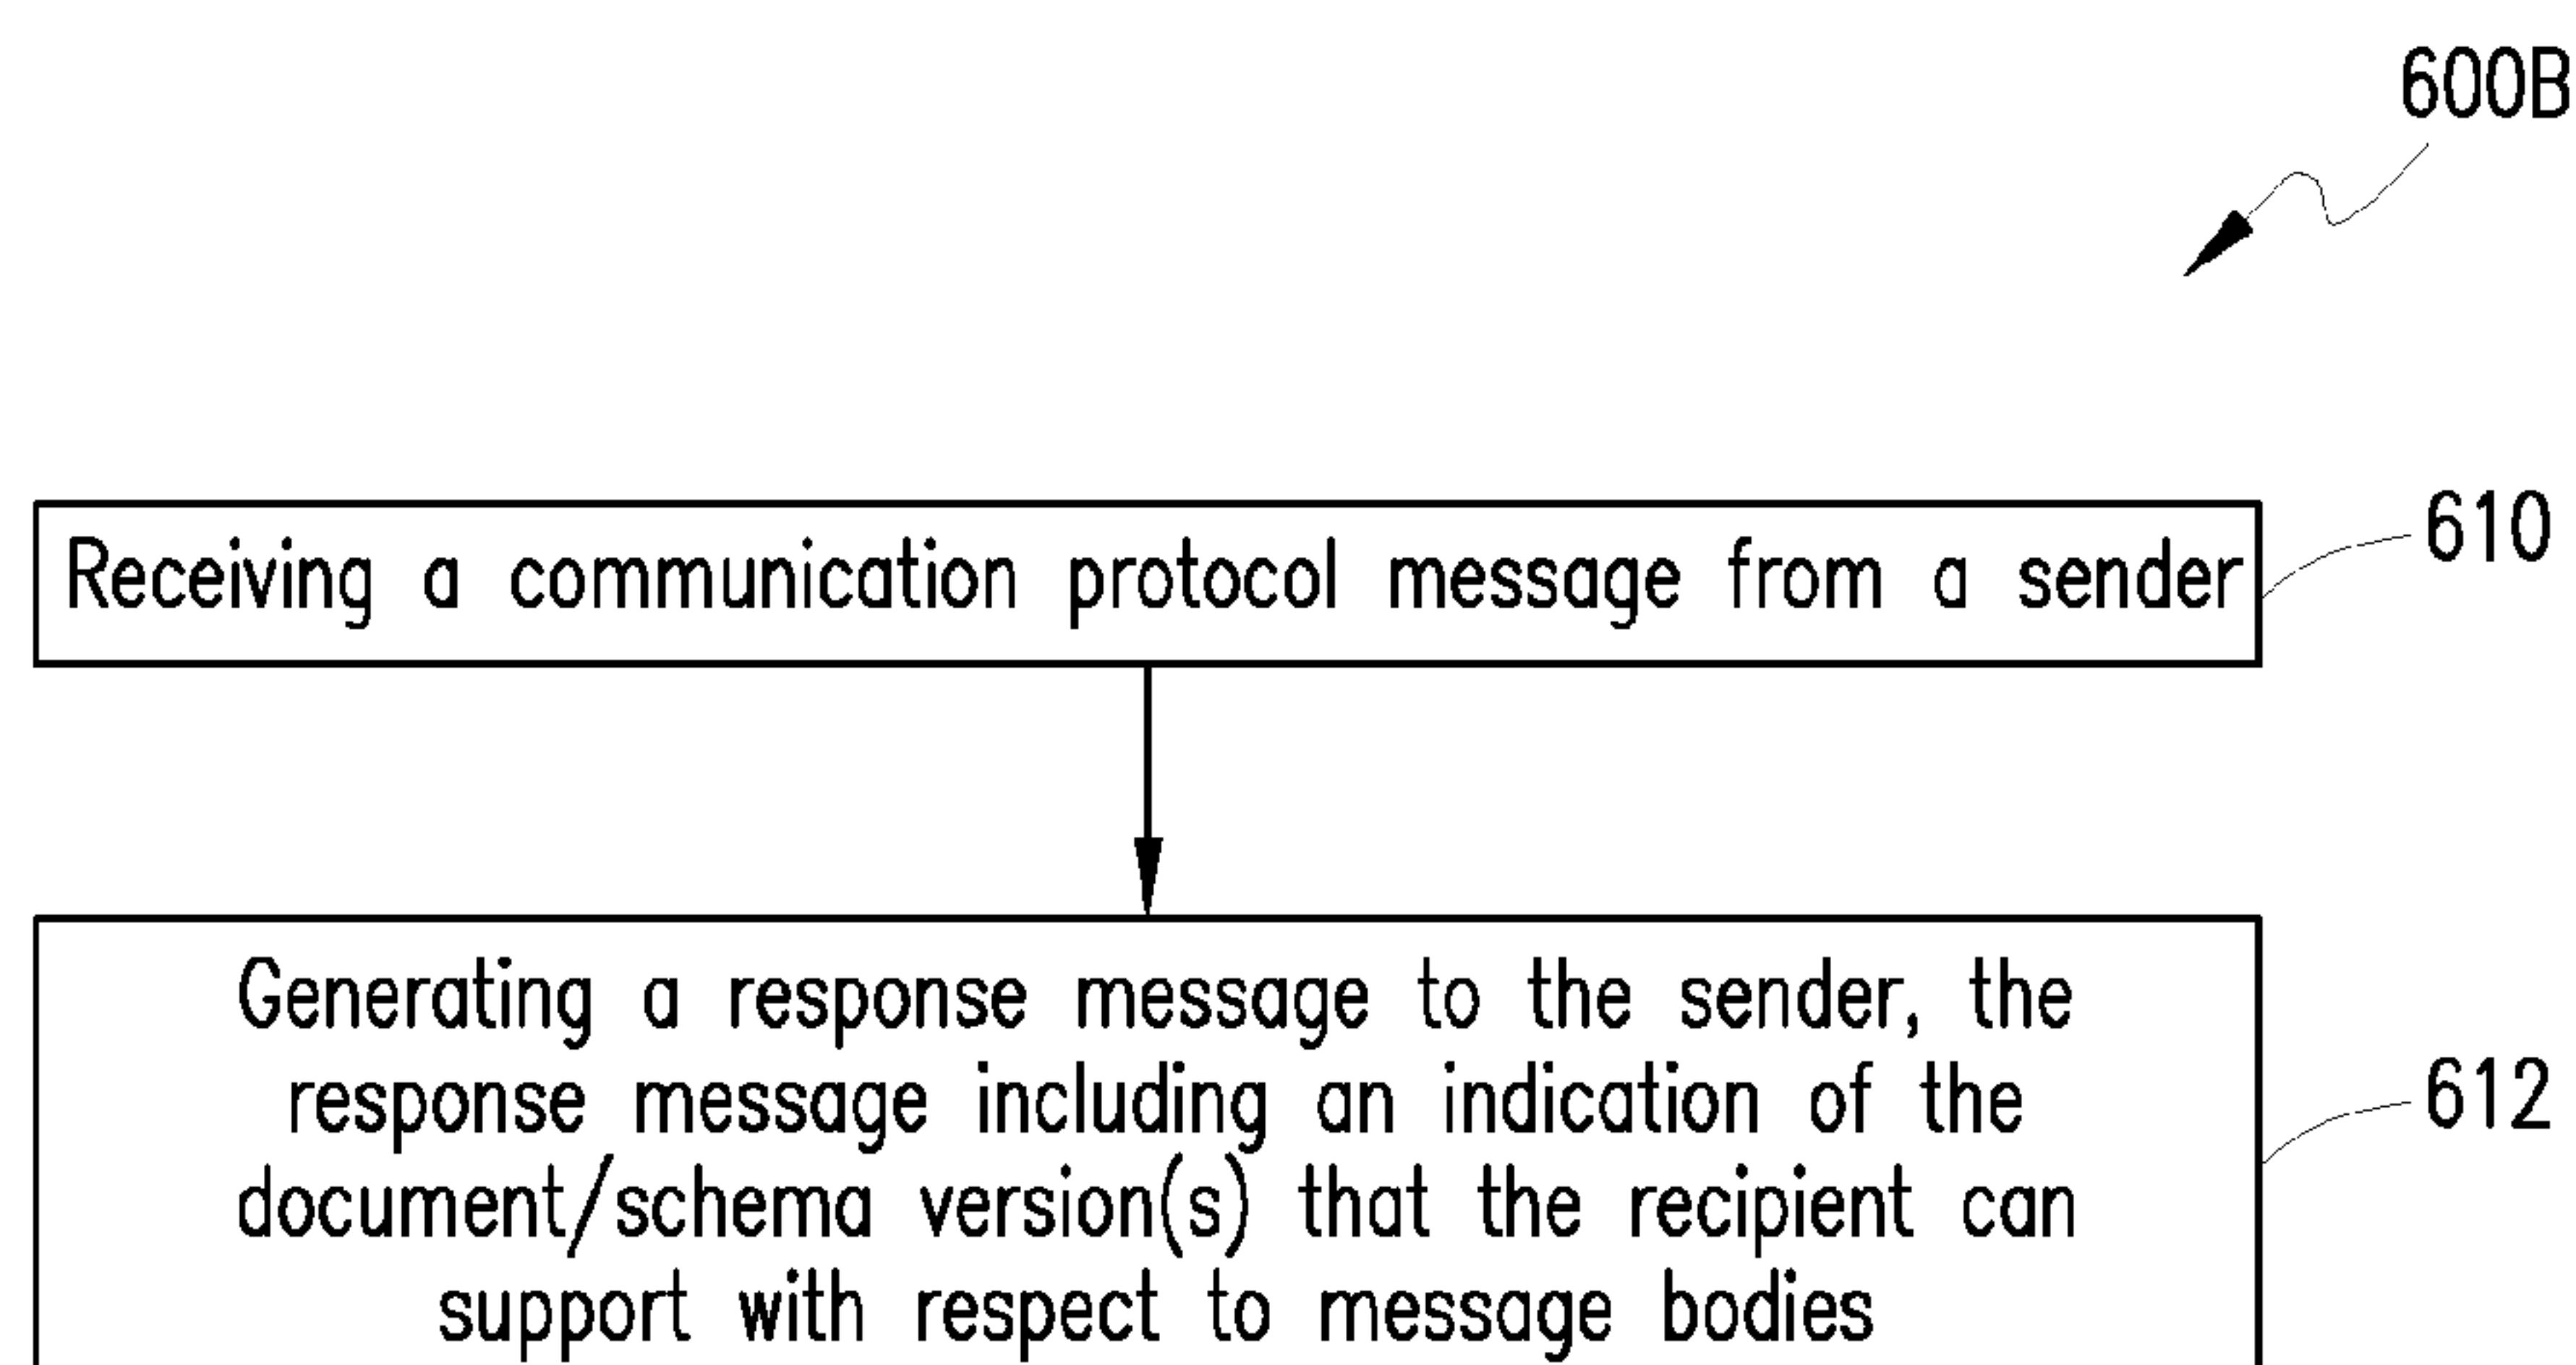 600B
Receiving a communication protocol message from a sender
610
Generating a response message to the sender, the
response message including an indication of the
document/schema version(s) that the recipient can
support with respect to message bodies
612